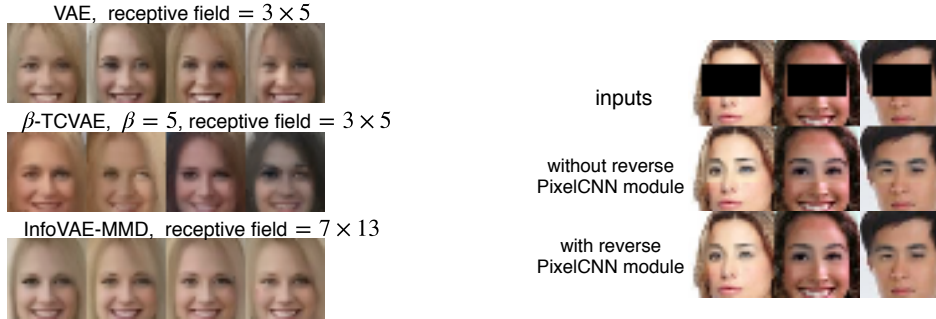 VAE, receptive field = 3 × 5
β-TCVAE, β = 5, receptive field = 3 × 5
InfoVAE-MMD, receptive field = 7 × 13
inputs
without reverse
PixelCNN module
with reverse
PixelCNN module